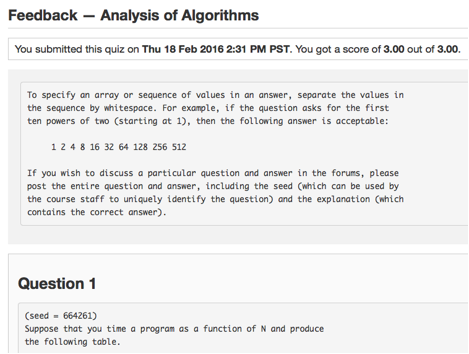 Feedback — Analysis of Algorithms
You submitted this quiz on Thu 18 Feb 2016 2:31 PM PST. You got a score of 3.00 out of 3.00.
To specify an array or sequence of values in an answer, separate the values in
the sequence by whitespace. For example, if the question asks for the first
ten powers of two (starting at 1), then the following answer is acceptable:
1 2 4 8 16 32 64 128 256 512
If you wish to discuss a particular question and answer in the forums, please
post the entire question and answer, including the seed (which can be used by
the course staff to uniquely identify the question) and the explanation (which
contains the correct answer).
Question 1
(seed = 664261)
Suppose that you time a program as a function of N and produce
the following table.